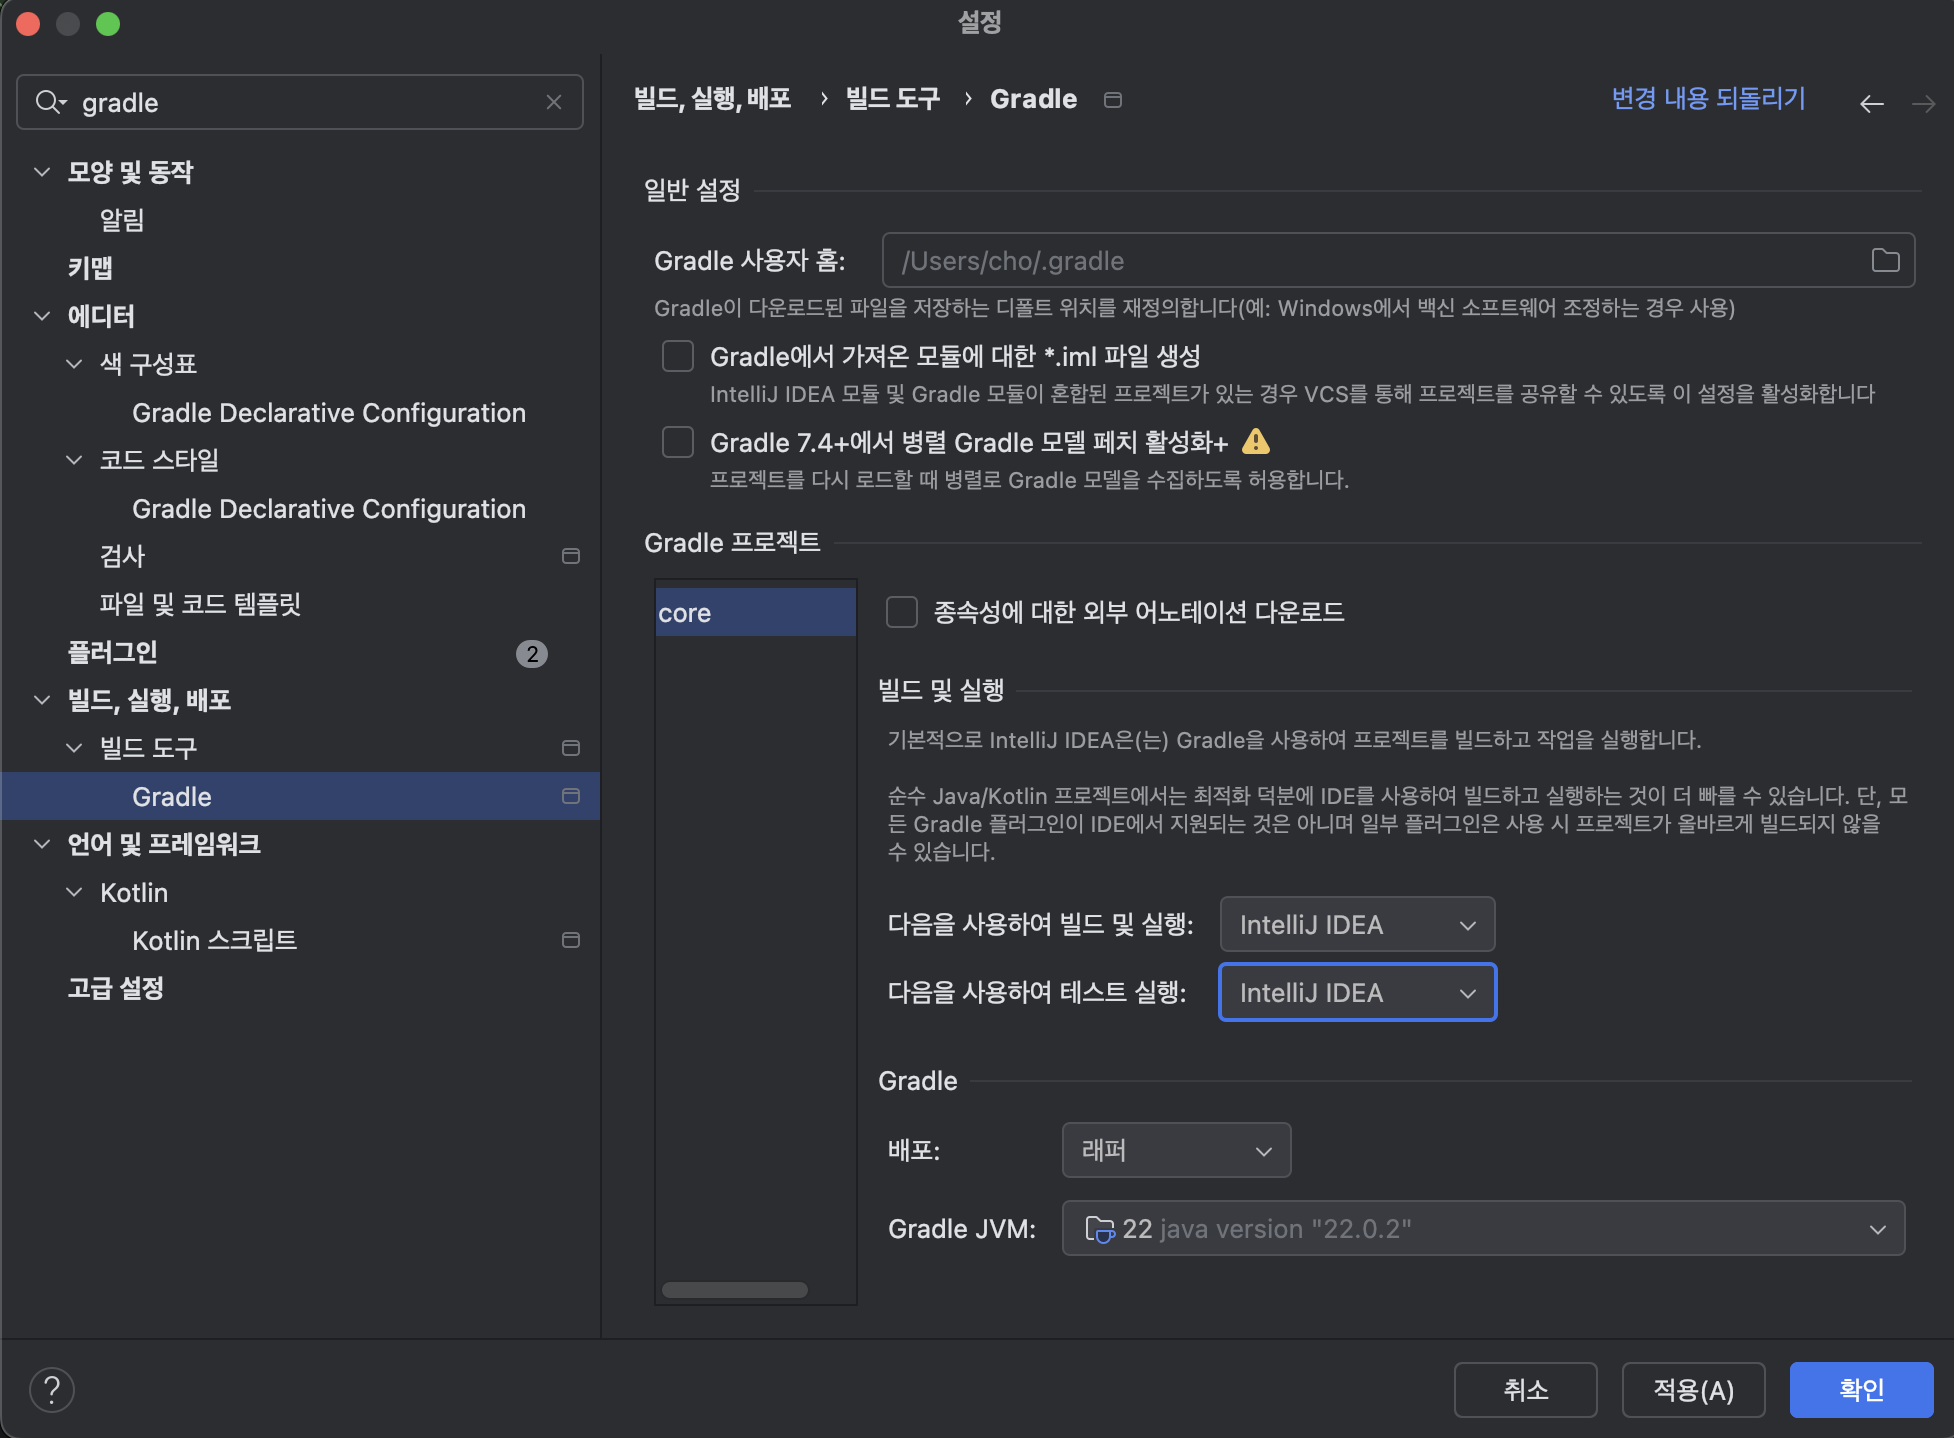 설정
gradle
모양 및 동작
알림
키맵
에디터
색 구성표
Gradle Declarative Configuration
코드 스타일
Gradle Declarative Configuration
검사
파일 및 코드 템플릿
플러그인
2
빌드, 실행, 배포
빌드 도구
Gradle
언어 및 프레임워크
Kotlin
Kotlin 스크립트
고급 설정
빌드, 실행, 배포 › 빌드 도구 › Gradle
변경 내용 되돌리기
일반 설정
Gradle 사용자 홈: /Users/cho/.gradle
Gradle이 다운로드된 파일을 저장하는 디폴트 위치를 재정의합니다(예: Windows에서 백신 소프트웨어 조정하는 경우 사용)
Gradle에서 가져온 모듈에 대한 *.iml 파일 생성
IntelliJ IDEA 모듈 및 Gradle 모듈이 혼합된 프로젝트가 있는 경우 VCS를 통해 프로젝트를 공유할 수 있도록 이 설정을 활성화합니다
Gradle 7.4+에서 병렬 Gradle 모델 페치 활성화+
프로젝트를 다시 로드할 때 병렬로 Gradle 모델을 수집하도록 허용합니다.
Gradle 프로젝트
core
종속성에 대한 외부 어노테이션 다운로드
빌드 및 실행
기본적으로 IntelliJ IDEA은(는) Gradle을 사용하여 프로젝트를 빌드하고 작업을 실행합니다.
순수 Java/Kotlin 프로젝트에서는 최적화 덕분에 IDE를 사용하여 빌드하고 실행하는 것이 더 빠를 수 있습니다. 단, 모
든 Gradle 플러그인이 IDE에서 지원되는 것은 아니며 일부 플러그인은 사용 시 프로젝트가 올바르게 빌드되지 않을
수 있습니다.
다음을 사용하여 빌드 및 실행: IntelliJ IDEA
다음을 사용하여 테스트 실행: IntelliJ IDEA
Gradle
배포: 래퍼
Gradle JVM: 22 java version "22.0.2"
?
취소
적용(A)
확인